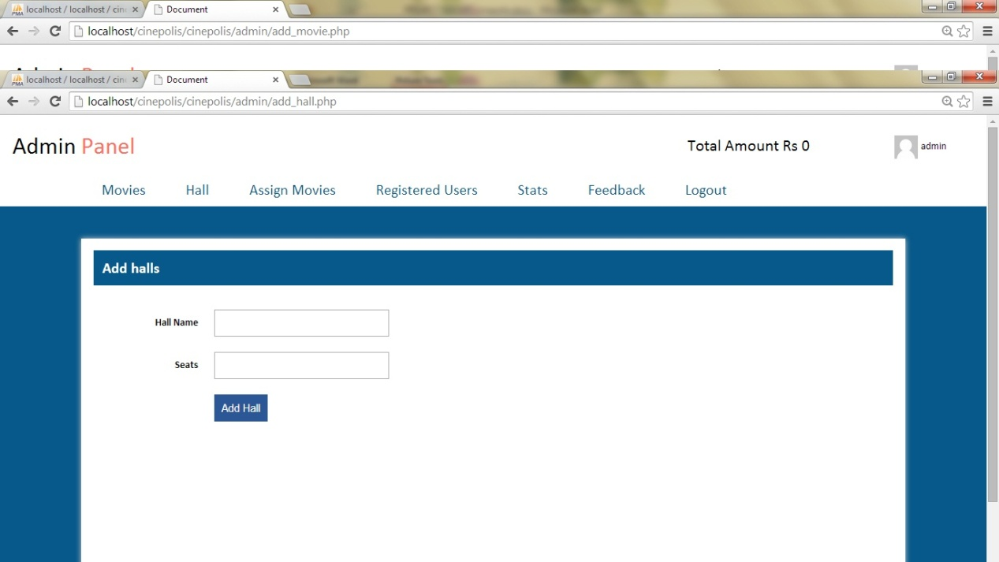 localhost / localhost / cin
Document
localhost/cinepolis/cinepolis/admin/add_movie.php
Admin Panel
localhost / localhost / cin
Document
localhost/cinepolis/cinepolis/admin/add_hall.php
Admin Panel
Total Amount Rs 0
admin
Movies Hall Assign Movies Registered Users Stats Feedback Logout
Add halls
Hall Name
Seats
Add Hall